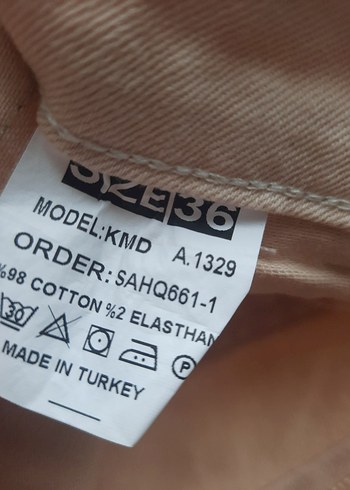 SIZE 36
MODEL:KMD A.1329
ORDER:SAHQ661-1
%98 COTTON %2 ELASTHAN
30 P
MADE IN TURKEY